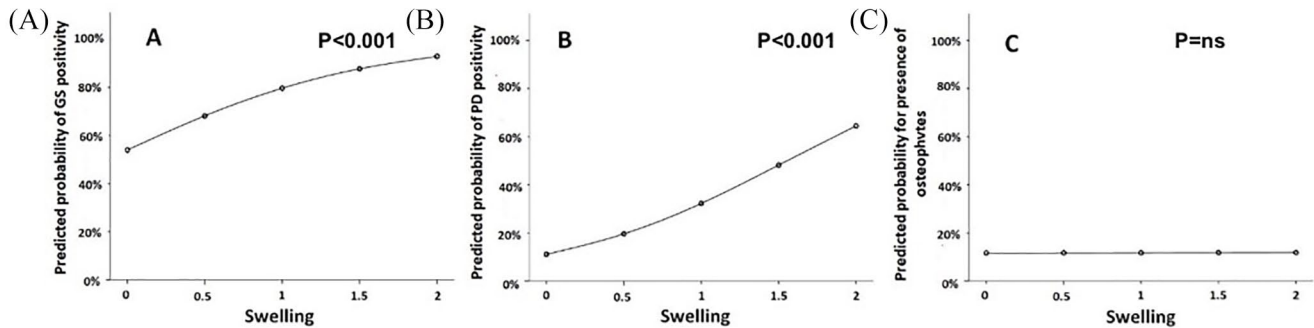 (A)
A
P<0.001
Predicted probability of GS positivity
100%
80%
60%
40%
20%
0%
0 0.5 1 1.5 2
Swelling
(B)
B
P<0.001
Predicted probability of PD positivity
100%
80%
60%
40%
20%
0%
0 0.5 1 1.5 2
Swelling
(C)
C
P=ns
Predicted probability for presence of
osteophytes
100%
80%
60%
40%
20%
0%
0 0.5 1 1.5 2
Swelling